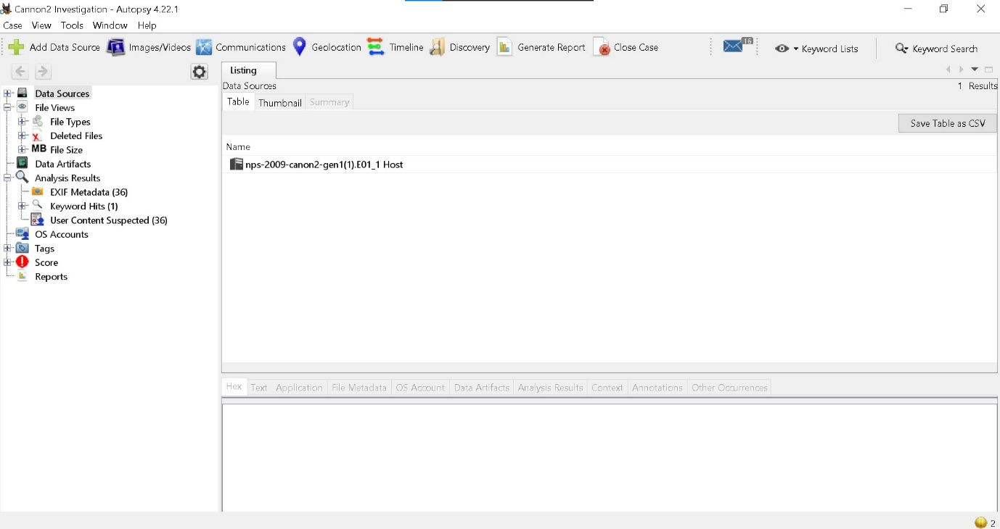 Cannon2 Investigation - Autopsy 4.22.1
Case View Tools Window Help
Add Data Source Images/Videos Communications Geolocation Timeline Discovery Generate Report Close Case 16 Keyword Lists Keyword Search
Listing
Data Sources 1 Results
Table Thumbnail Summary
Save Table as CSV
Name
nps-2009-canon2-gen1(1).E01_1 Host
Data Sources
File Views
File Types
Deleted Files
MB File Size
Data Artifacts
Analysis Results
EXIF Metadata (36)
Keyword Hits (1)
User Content Suspected (36)
OS Accounts
Tags
Score
Reports
Hex Text Application File Metadata OS Account Data Artifacts Analysis Results Context Annotations Other Occurrences
2